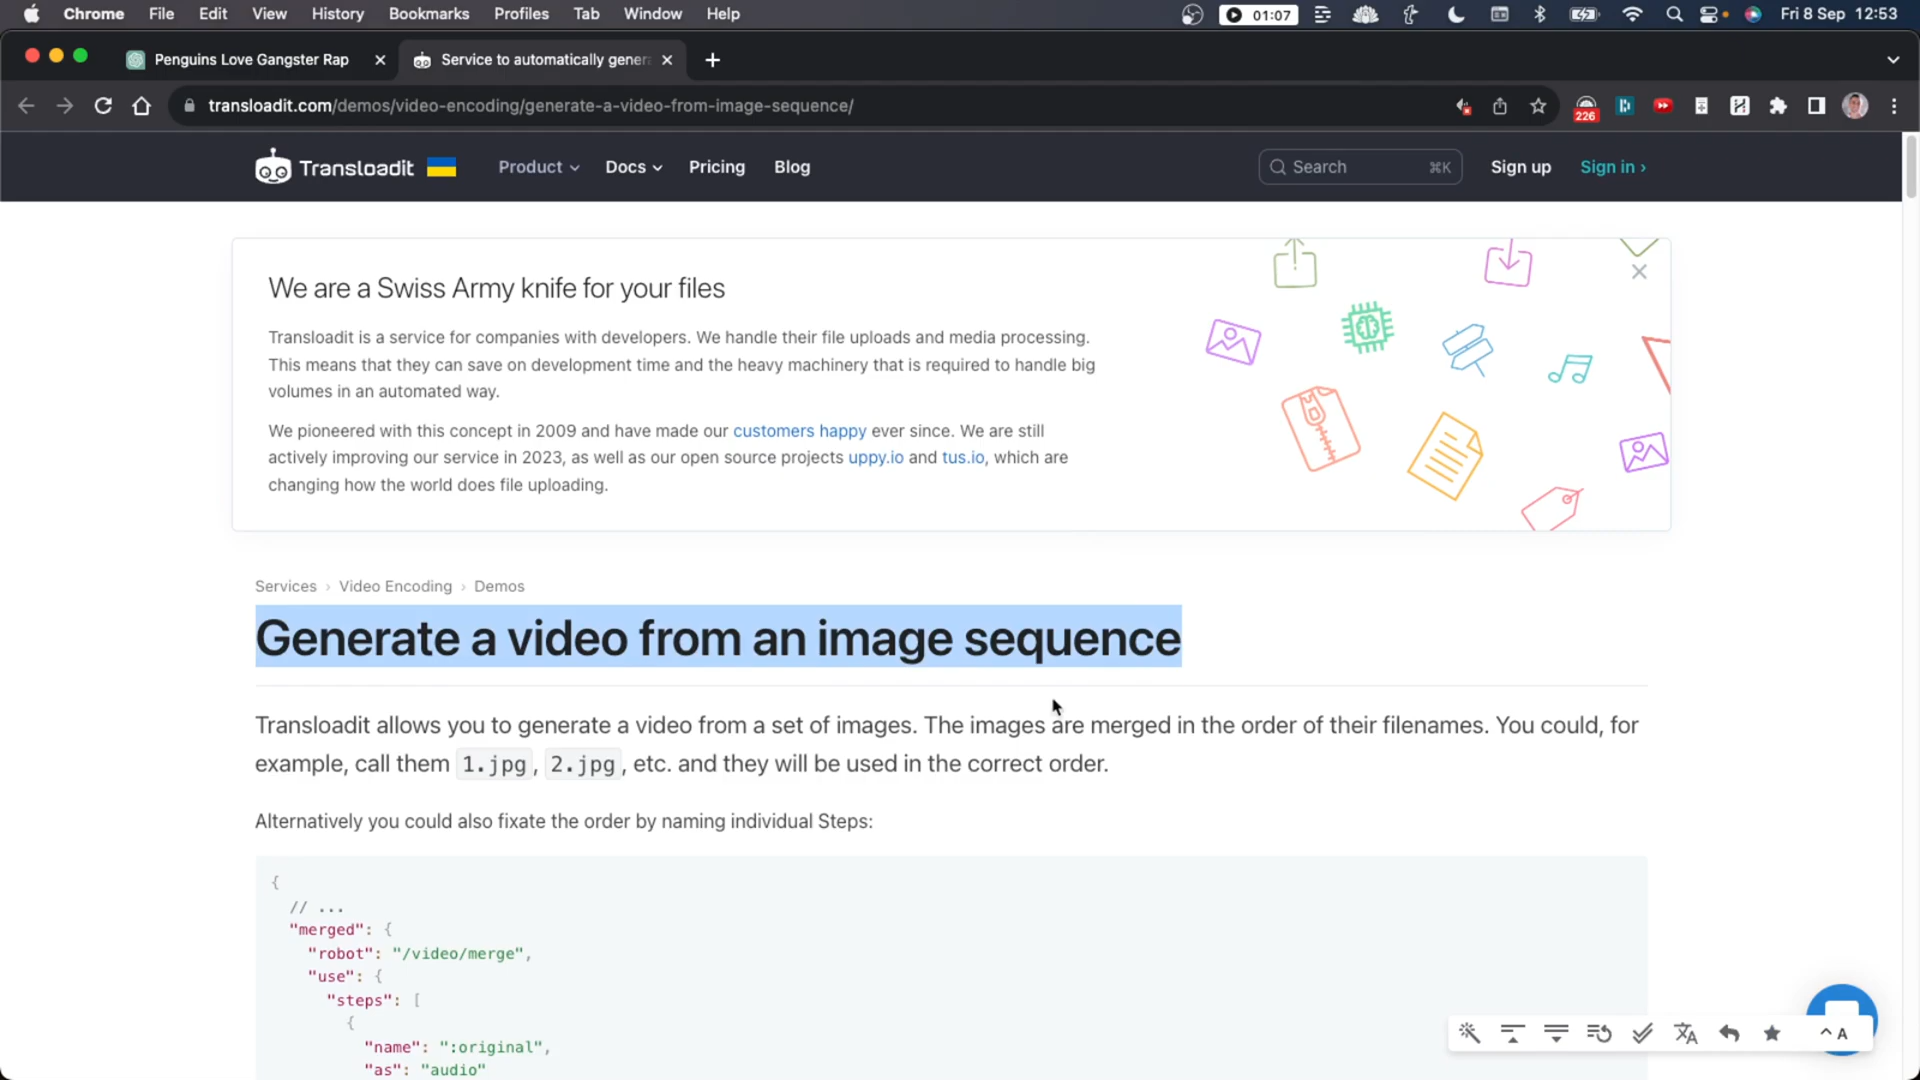 Chrome File Edit View History Bookmarks Profiles Tab Window Help 01:07 Fri 8 Sep 12:53
Penguins Love Gangster Rap Service to automatically gener
transloadit.com/demos/video-encoding/generate-a-video-from-image-sequence/ 226
Transloadit Product Docs Pricing Blog Search ⌘K Sign up Sign in ›
We are a Swiss Army knife for your files
Transloadit is a service for companies with developers. We handle their file uploads and media processing.
This means that they can save on development time and the heavy machinery that is required to handle big
volumes in an automated way.
We pioneered with this concept in 2009 and have made our customers happy ever since. We are still
actively improving our service in 2023, as well as our open source projects uppy.io and tus.io, which are
changing how the world does file uploading.
Services › Video Encoding › Demos
Generate a video from an image sequence
Transloadit allows you to generate a video from a set of images. The images are merged in the order of their filenames. You could, for
example, call them 1.jpg, 2.jpg, etc. and they will be used in the correct order.
Alternatively you could also fixate the order by naming individual Steps:
{
// ...
"merged": {
"robot": "/video/merge",
"use": {
"steps": [
{
"name": ":original",
"as": "audio"
A